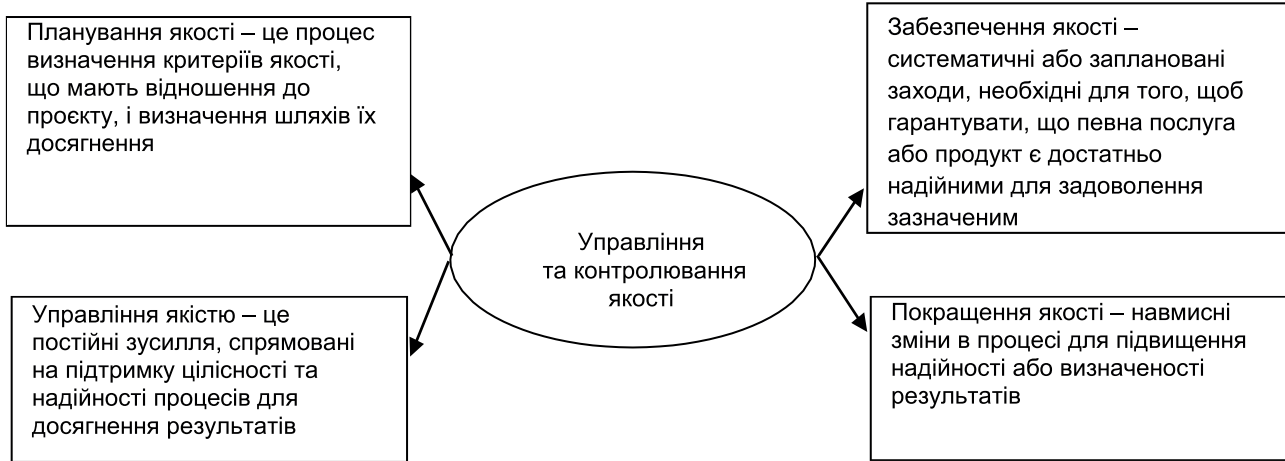 Планування якості – це процес
визначення критеріїв якості,
що мають відношення до
проєкту, і визначення шляхів їх
досягнення
Забезпечення якості –
систематичні або заплановані
заходи, необхідні для того, щоб
гарантувати, що певна послуга
або продукт є достатньо
надійними для задоволення
зазначеним
Управління
та контролювання
якості
Управління якістю – це
постійні зусилля, спрямовані
на підтримку цілісності та
надійності процесів для
досягнення результатів
Покращення якості – навмисні
зміни в процесі для підвищення
надійності або визначеності
результатів